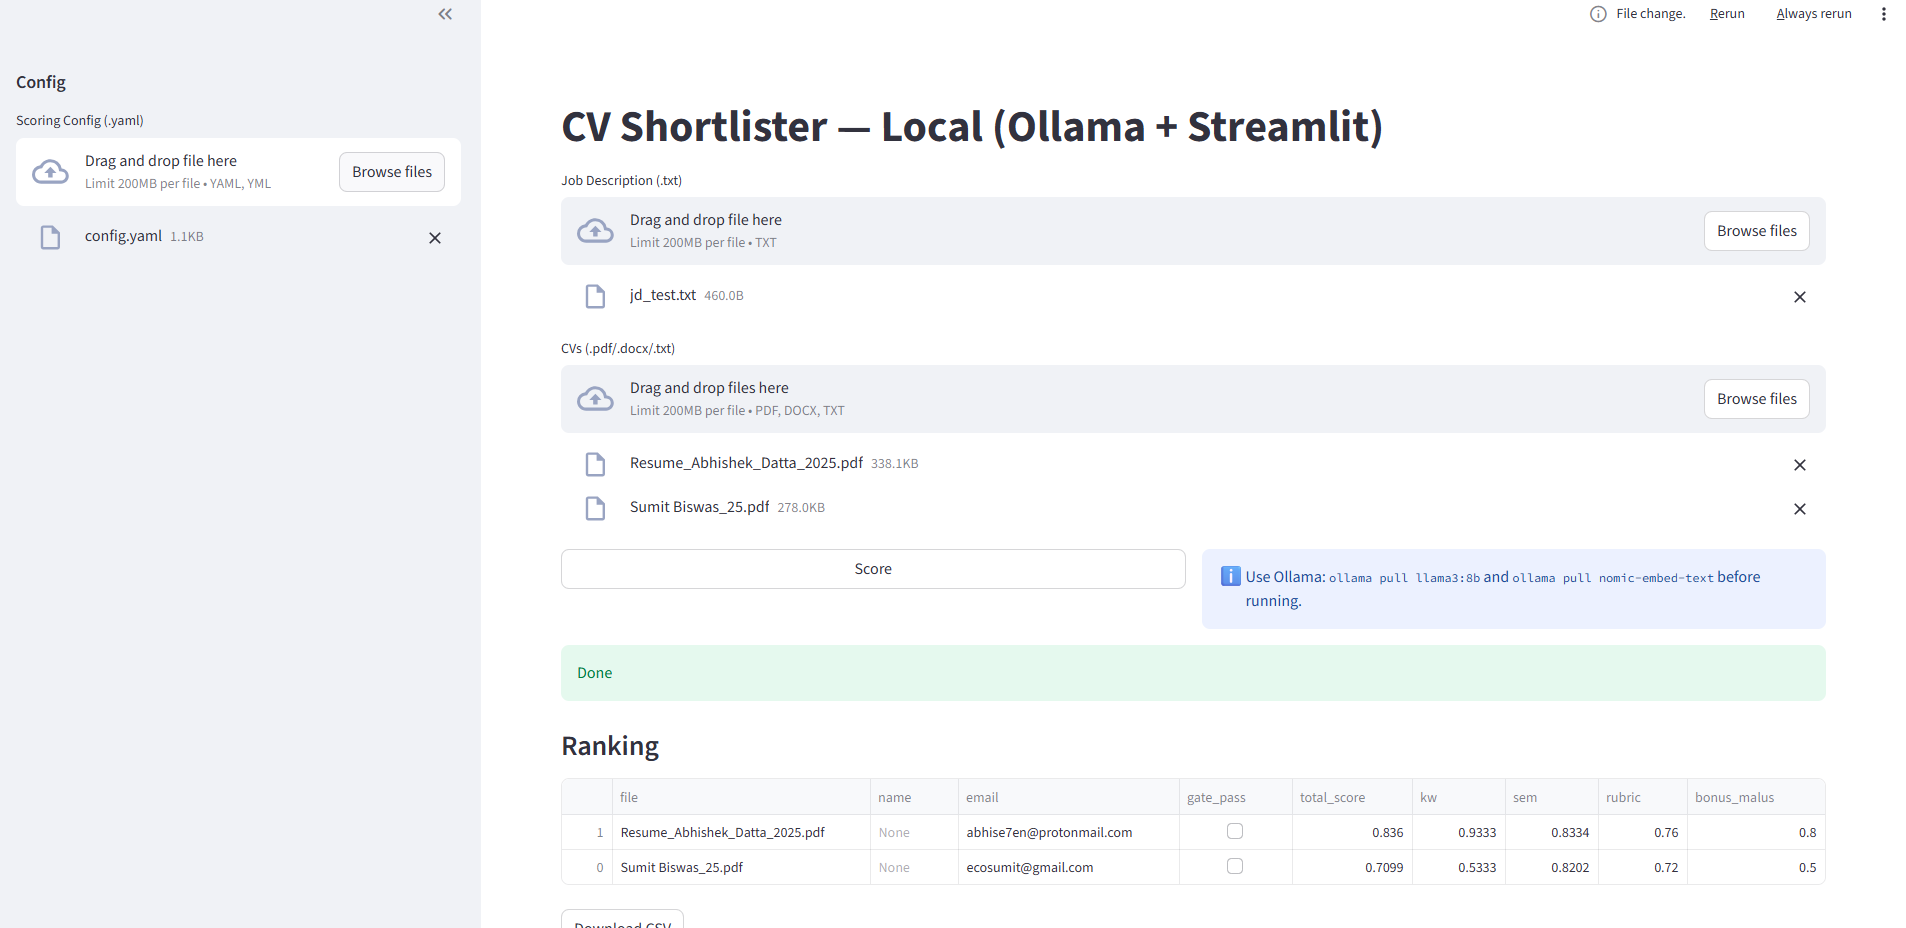 File change. Rerun Always rerun
Config
Scoring Config (.yaml)
Drag and drop file here
Limit 200MB per file • YAML, YML
Browse files
config.yaml 1.1KB
CV Shortlister — Local (Ollama + Streamlit)
Job Description (.txt)
Drag and drop file here
Limit 200MB per file • TXT
Browse files
jd_test.txt 460.0B
CVs (.pdf/.docx/.txt)
Drag and drop files here
Limit 200MB per file • PDF, DOCX, TXT
Browse files
Resume_Abhishek_Datta_2025.pdf 338.1KB
Sumit Biswas_25.pdf 278.0KB
Score
Use Ollama: ollama pull llama3:8b and ollama pull nomic-embed-text before
running.
Done
Ranking
file name email gate_pass total_score kw sem rubric bonus_malus
1 Resume_Abhishek_Datta_2025.pdf None abhise7en@protonmail.com 0.836 0.9333 0.8334 0.76 0.8
0 Sumit Biswas_25.pdf None ecosumit@gmail.com 0.7099 0.5333 0.8202 0.72 0.5
Download CSV